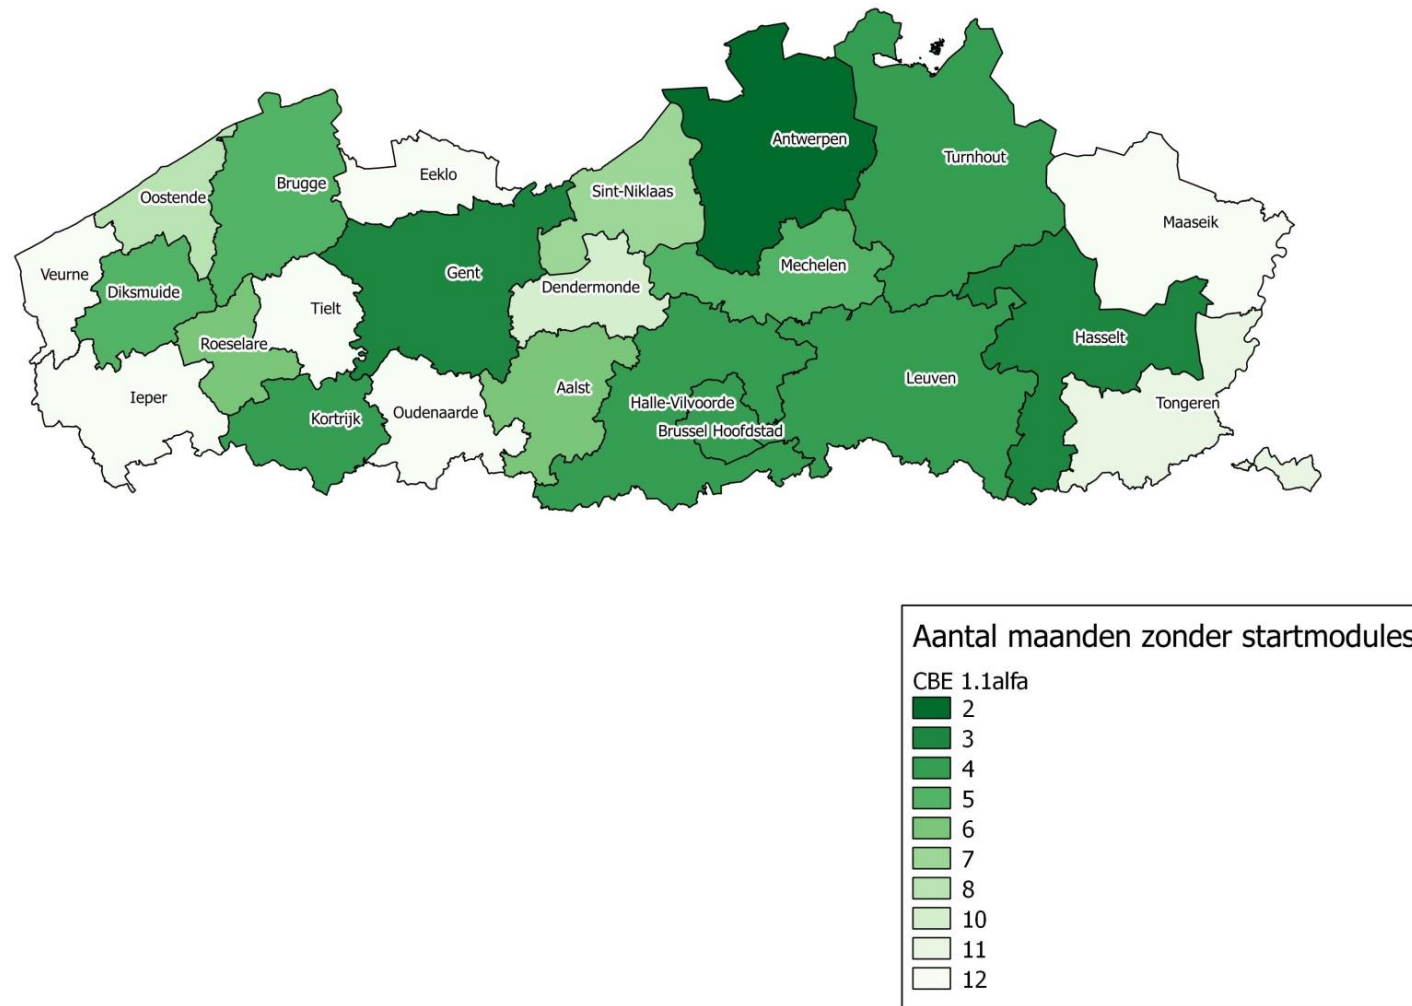 Antwerpen
Turnhout
Eeklo
Brugge
Sint-Niklaas
Oostende
Maaseik
Veurne
Gent
Mechelen
Diksmuide
Dendermonde
Tielt
Roeselare
Hasselt
Leuven
Aalst
Ieper
Halle-Vilvoorde
Tongeren
Oudenaarde
Kortrijk
Brussel Hoofdstad
Aantal maanden zonder startmodules
CBE 1.1alfa
2
3
4
5
6
7
8
10
11
12